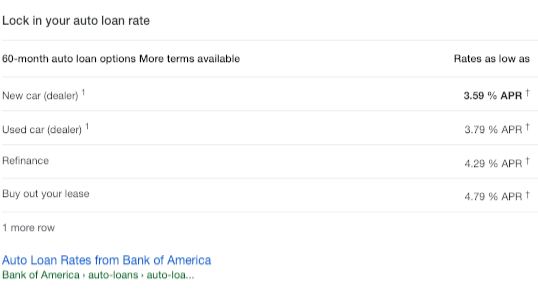 Lock in your auto loan rate
60-month auto loan options More terms available Rates as low as
New car (dealer) 1 3.59 % APR †
Used car (dealer) 1 3.79 % APR †
Refinance 4.29 % APR †
Buy out your lease 4.79 % APR †
1 more row
Auto Loan Rates from Bank of America
Bank of America › auto-loans › auto-loa...